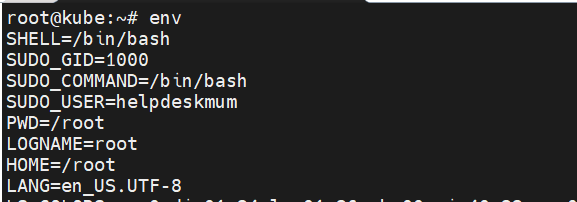 root@kube:~# env
SHELL=/bin/bash
SUDO_GID=1000
SUDO_COMMAND=/bin/bash
SUDO_USER=helpdeskmum
PWD=/root
LOGNAME=root
HOME=/root
LANG=en_US.UTF-8